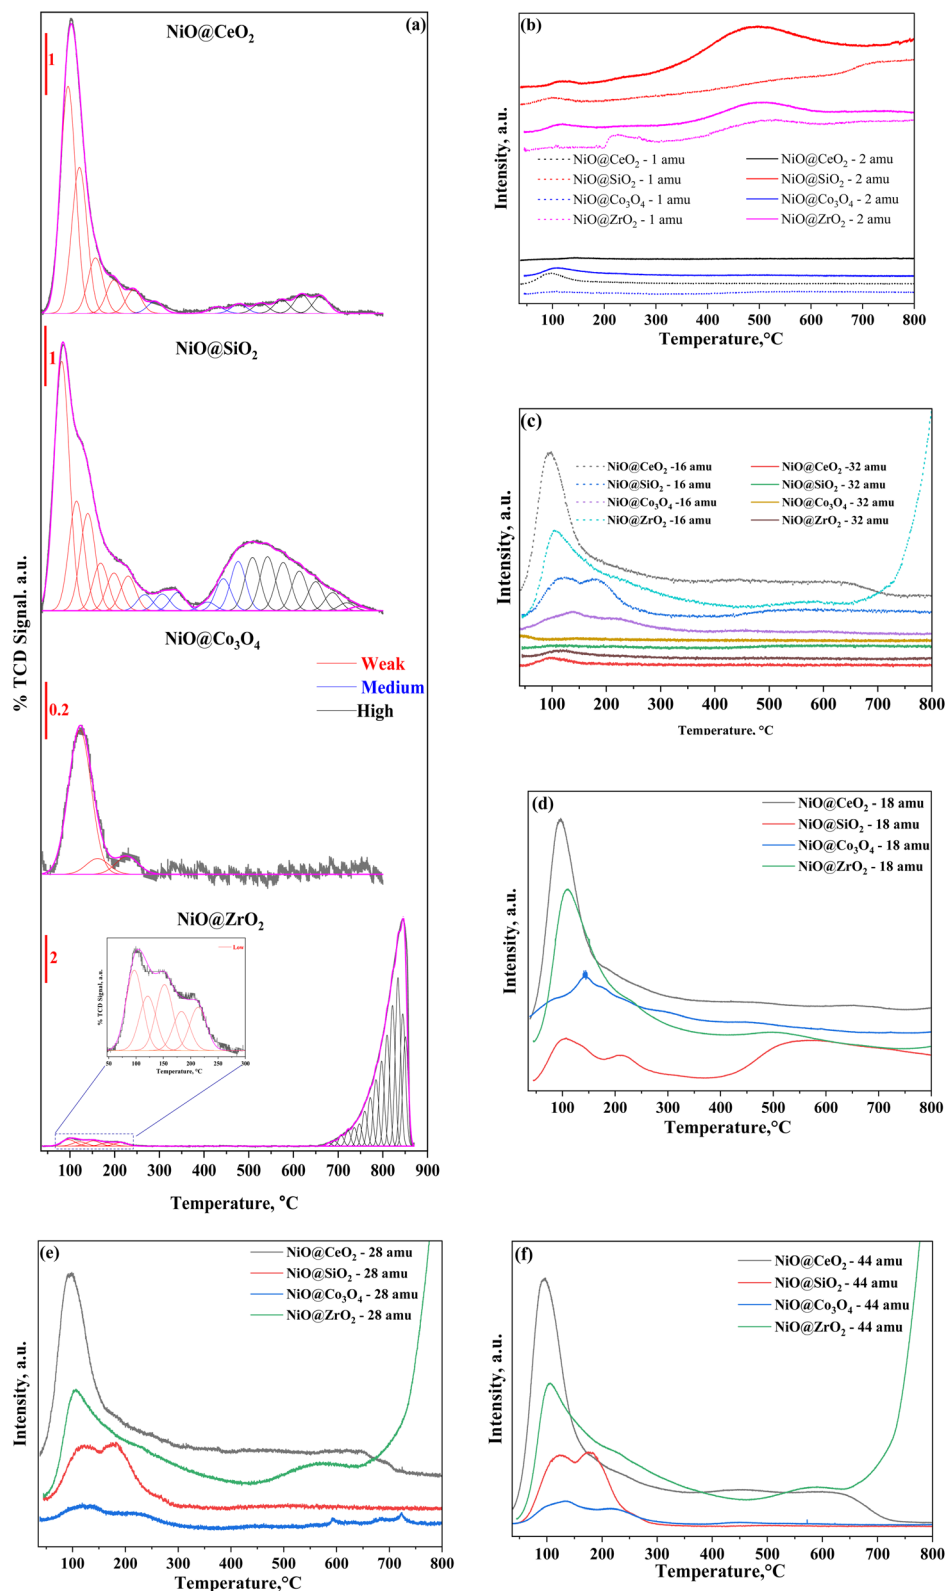 (a)
NiO@CeO₂
1
NiO@SiO₂
1
NiO@Co₃O₄
0.2
Weak
Medium
High
NiO@ZrO₂
2
Low
% TCD Signal, a.u.
50 100 150 200 250 300
Temperature, °C
% TCD Signal. a.u.
100 200 300 400 500 600 700 800 900
Temperature, °C
(b)
Intensity, a.u.
NiO@CeO₂ - 1 amu
NiO@SiO₂ - 1 amu
NiO@Co₃O₄ - 1 amu
NiO@ZrO₂ - 1 amu
NiO@CeO₂ - 2 amu
NiO@SiO₂ - 2 amu
NiO@Co₃O₄ - 2 amu
NiO@ZrO₂ - 2 amu
100 200 300 400 500 600 700 800
Temperature,°C
(c)
Intensity, a.u.
NiO@CeO₂ -16 amu
NiO@SiO₂ - 16 amu
NiO@Co₃O₄ -16 amu
NiO@ZrO₂ -16 amu
NiO@CeO₂ -32 amu
NiO@SiO₂ - 32 amu
NiO@Co₃O₄ - 32 amu
NiO@ZrO₂ - 32 amu
100 200 300 400 500 600 700 800
Temperature, °C
(d)
Intensity, a.u.
NiO@CeO₂ - 18 amu
NiO@SiO₂ - 18 amu
NiO@Co₃O₄ - 18 amu
NiO@ZrO₂ - 18 amu
100 200 300 400 500 600 700 800
Temperature,°C
(e)
Intensity, a.u.
NiO@CeO₂ - 28 amu
NiO@SiO₂ - 28 amu
NiO@Co₃O₄ - 28 amu
NiO@ZrO₂ - 28 amu
100 200 300 400 500 600 700 800
Temperature,°C
(f)
Intensity, a.u.
NiO@CeO₂ - 44 amu
NiO@SiO₂ - 44 amu
NiO@Co₃O₄ - 44 amu
NiO@ZrO₂ - 44 amu
100 200 300 400 500 600 700 800
Temperature,°C